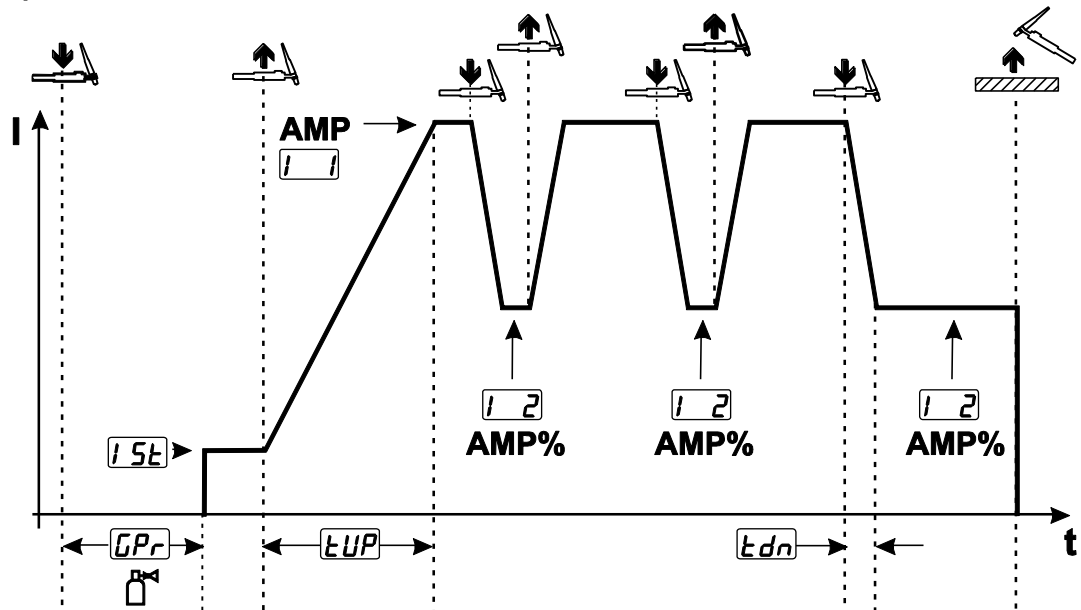 I
AMP
I 1
I 2
AMP%
I 2
AMP%
I 2
AMP%
I St
GPr
tUP
tdn
t